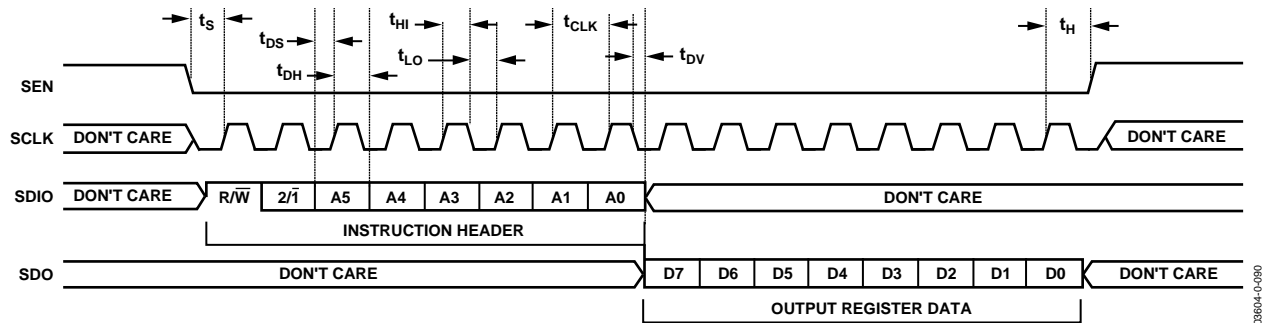 tS
tDS
tDH
tHI
tLO
tCLK
tDV
tH
SEN
SCLK DON'T CARE DON'T CARE
SDIO DON'T CARE R/W̅ 2/1̅ A5 A4 A3 A2 A1 A0 DON'T CARE
INSTRUCTION HEADER
SDO DON'T CARE D7 D6 D5 D4 D3 D2 D1 D0 DON'T CARE
OUTPUT REGISTER DATA
03604-0-090